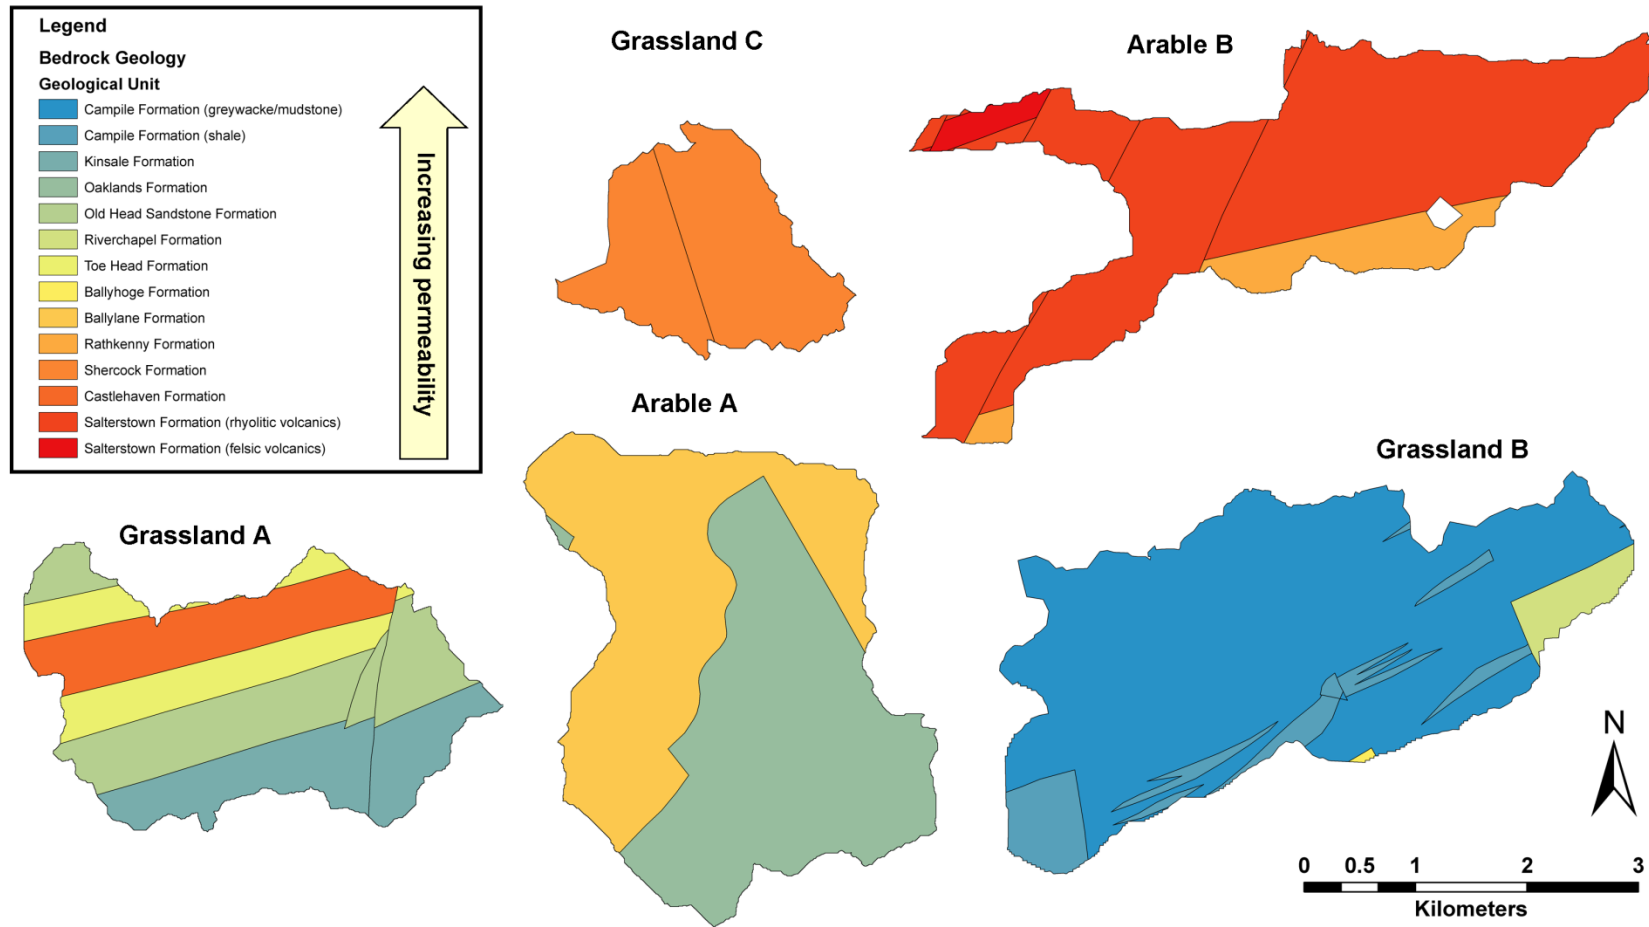 Legend
Bedrock Geology
Geological Unit
Campile Formation (greywacke/mudstone)
Campile Formation (shale)
Kinsale Formation
Oaklands Formation
Old Head Sandstone Formation
Riverchapel Formation
Toe Head Formation
Ballyhoge Formation
Ballylane Formation
Rathkenny Formation
Shercock Formation
Castlehaven Formation
Salterstown Formation (rhyolitic volcanics)
Salterstown Formation (felsic volcanics)
Increasing permeability
Grassland C
Arable B
Arable A
Grassland B
Grassland A
N
0 0.5 1 2 3
Kilometers